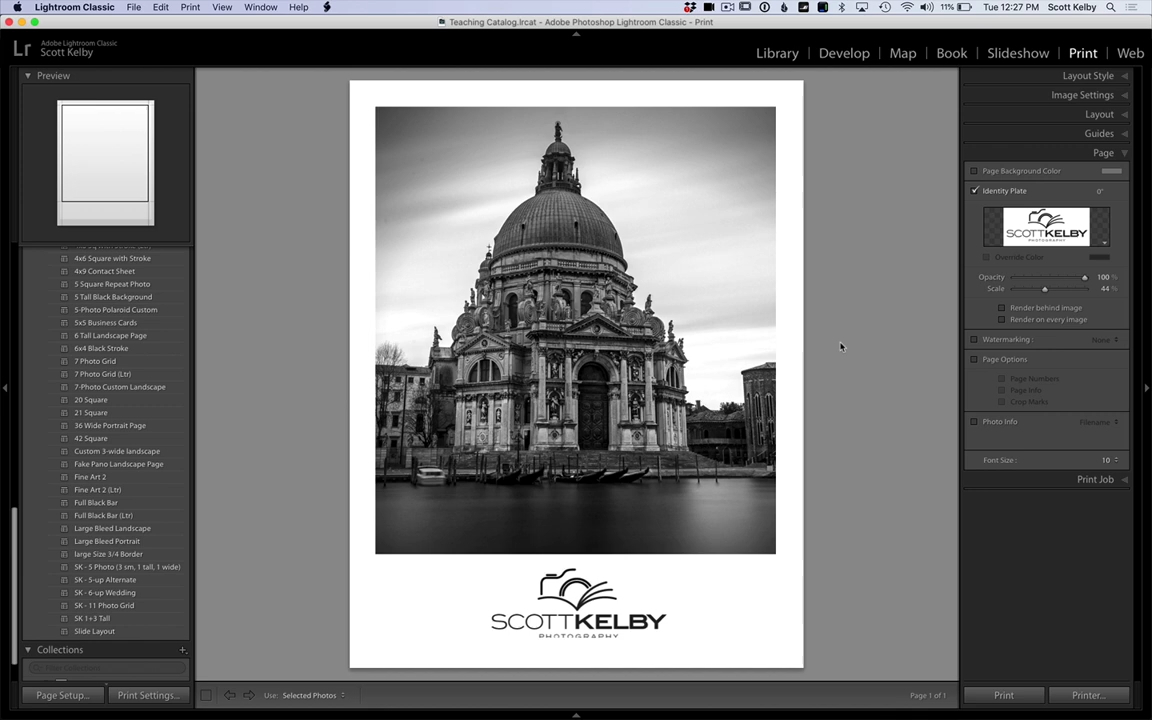 Lightroom Classic File Edit Print View Window Help 11% Tue 12:27 PM Scott Kelby
Teaching Catalog.lrcat - Adobe Photoshop Lightroom Classic - Print
Lr Adobe Lightroom Classic
Scott Kelby
Library Develop Map Book Slideshow Print Web
Preview
4x6 Square with Stroke
4x9 Contact Sheet
5 Square Repeat Photo
5 Tall Black Background
5-Photo Polaroid Custom
5x5 Business Cards
6 Tall Landscape Page
6x4 Black Stroke
7 Photo Grid
7 Photo Grid (Ltr)
7-Photo Custom Landscape
20 Square
21 Square
36 Wide Portrait Page
42 Square
Custom 3-wide landscape
Fake Pano Landscape Page
Fine Art 2
Fine Art 2 (Ltr)
Full Black Bar
Full Black Bar (Ltr)
Large Bleed Landscape
Large Bleed Portrait
large Size 3/4 Border
SK - 5 Photo (3 sm, 1 tall, 1 wide)
SK - 5-up Alternate
SK - 6-up Wedding
SK - 11 Photo Grid
SK 1+3 Tall
Slide Layout
Collections
Filter Collections
Page Setup... Print Settings...
SCOTTKELBY
PHOTOGRAPHY
Use: Selected Photos
Page 1 of 1
Layout Style
Image Settings
Layout
Guides
Page
Page Background Color
Identity Plate 0°
SCOTTKELBY
PHOTOGRAPHY
Override Color
Opacity 100
Scale 44 %
Render behind image
Render on every image
Watermarking : None
Page Options
Page Numbers
Page Info
Crop Marks
Photo Info Filename
Font Size : 10
Print Job
Print Printer...